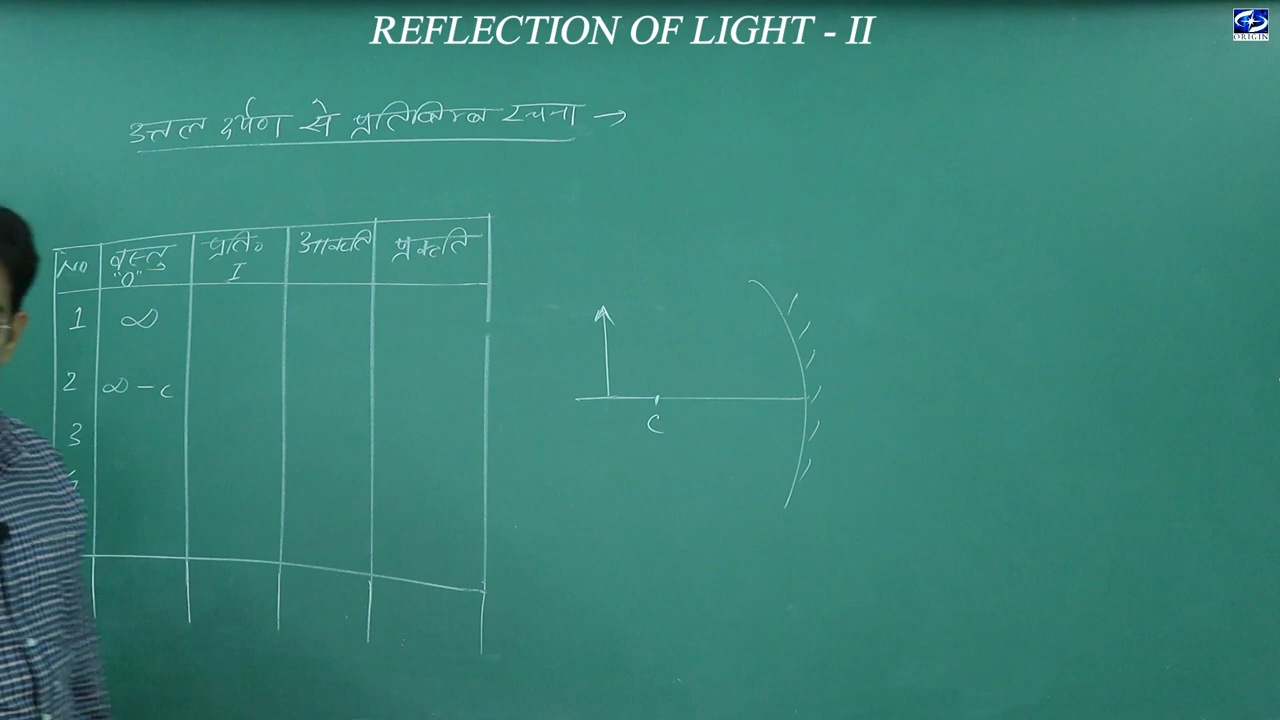 REFLECTION OF LIGHT - II
ORIGIN
उत्तल दर्पण से प्रतिबिम्ब रचना →
No वस्तु "O" प्रति० I आकृति प्रकृति
1 ∞
2 ∞ - C
3
C